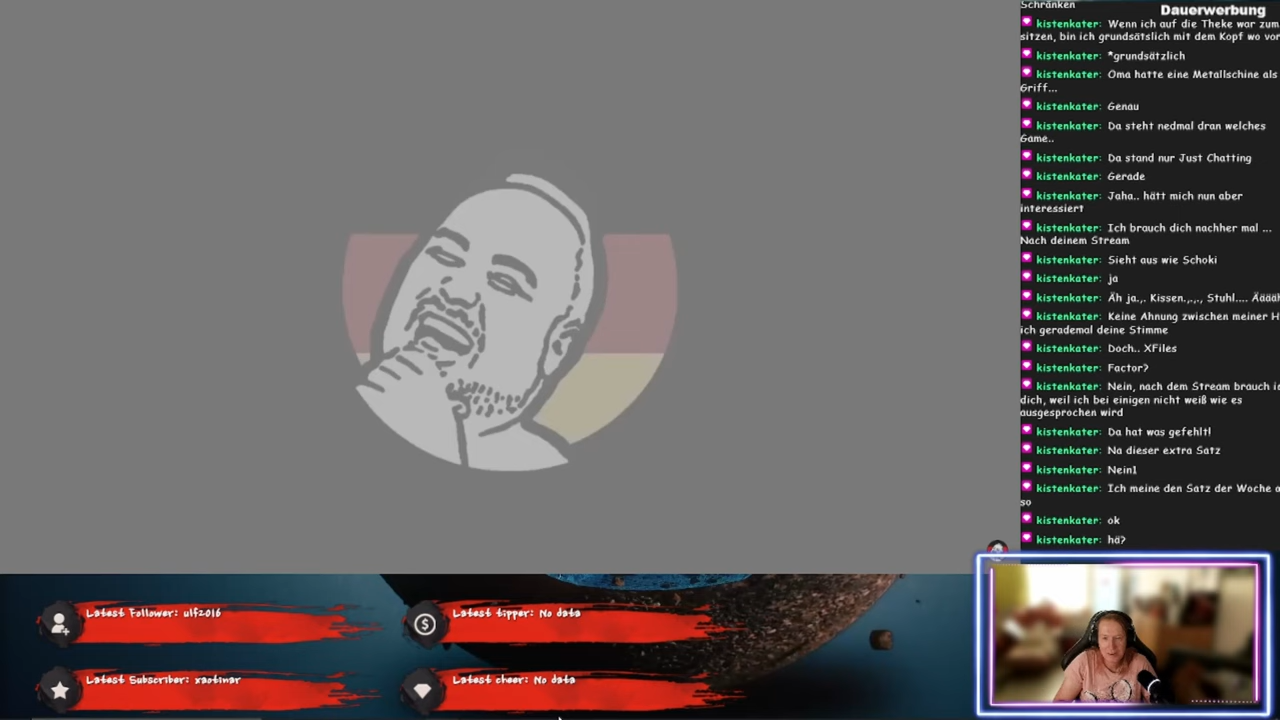 Schränken
Dauerwerbung
kistenkater: Wenn ich auf die Theke war zum
sitzen, bin ich grundsätslich mit dem Kopf wo vor
kistenkater: *grundsätzlich
kistenkater: Oma hatte eine Metallschine als
Griff...
kistenkater: Genau
kistenkater: Da steht nedmal dran welches
Game..
kistenkater: Da stand nur Just Chatting
kistenkater: Gerade
kistenkater: Jaha.. hätt mich nun aber
interessiert
kistenkater: Ich brauch dich nachher mal ...
Nach deinem Stream
kistenkater: Sieht aus wie Schoki
kistenkater: ja
kistenkater: Äh ja.,. Kissen.,.,., Stuhl....
kistenkater: Keine Ahnung zwischen meiner
ich gerademal deine Stimme
kistenkater: Doch.. XFiles
kistenkater: Factor?
kistenkater: Nein, nach dem Stream brauch
dich, weil ich bei einigen nicht weiß wie es
ausgesprochen wird
kistenkater: Da hat was gefehlt!
kistenkater: Na dieser extra Satz
kistenkater: Nein1
kistenkater: Ich meine den Satz der Woche
so
kistenkater: ok
kistenkater: hä?
Latest Follower: ulf2016
Latest tipper: No data
Latest Subscriber: xaotinar
Latest cheer: No data